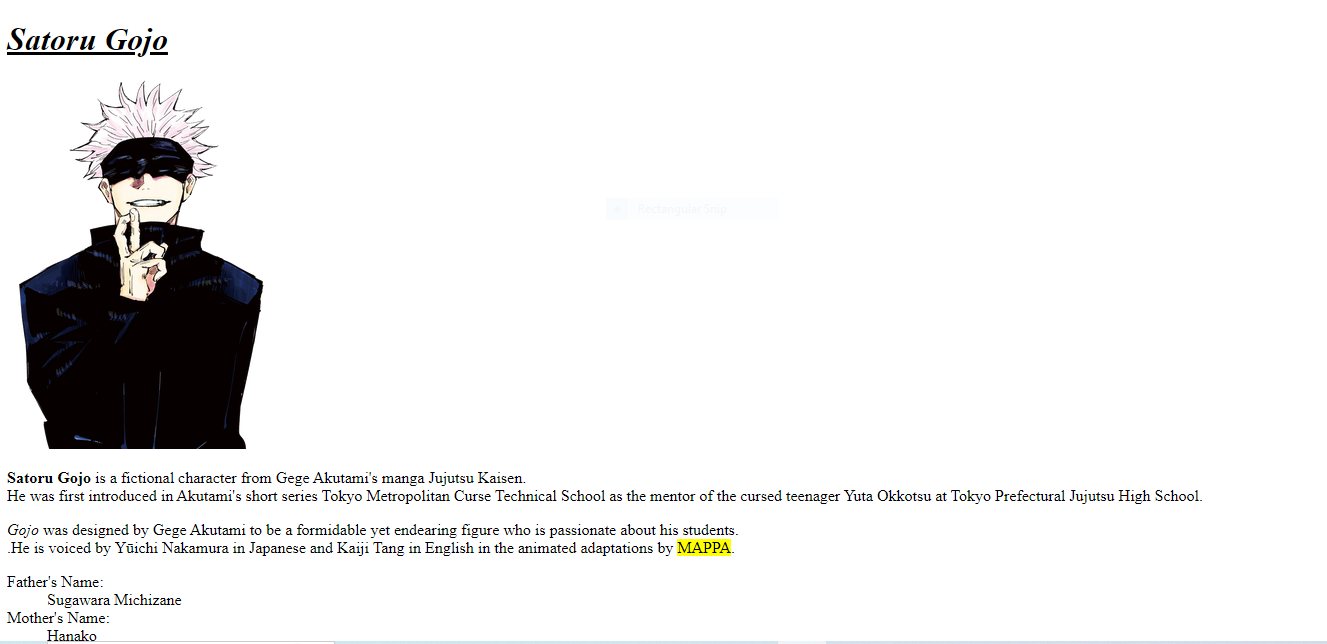 Satoru Gojo
Rectangular Snip
Satoru Gojo is a fictional character from Gege Akutami's manga Jujutsu Kaisen.
He was first introduced in Akutami's short series Tokyo Metropolitan Curse Technical School as the mentor of the cursed teenager Yuta Okkotsu at Tokyo Prefectural Jujutsu High School.
Gojo was designed by Gege Akutami to be a formidable yet endearing figure who is passionate about his students.
.He is voiced by Yūichi Nakamura in Japanese and Kaiji Tang in English in the animated adaptations by MAPPA.
Father's Name:
Sugawara Michizane
Mother's Name:
Hanako